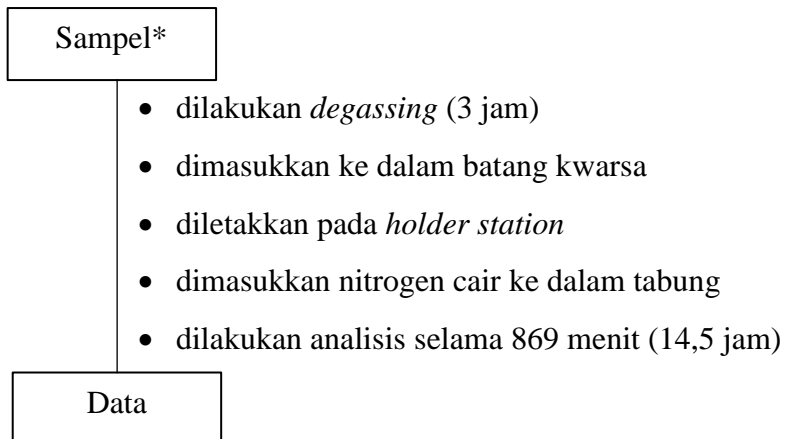 Sampel*
• dilakukan degassing (3 jam)
• dimasukkan ke dalam batang kwarsa
• diletakkan pada holder station
• dimasukkan nitrogen cair ke dalam tabung
• dilakukan analisis selama 869 menit (14,5 jam)
Data